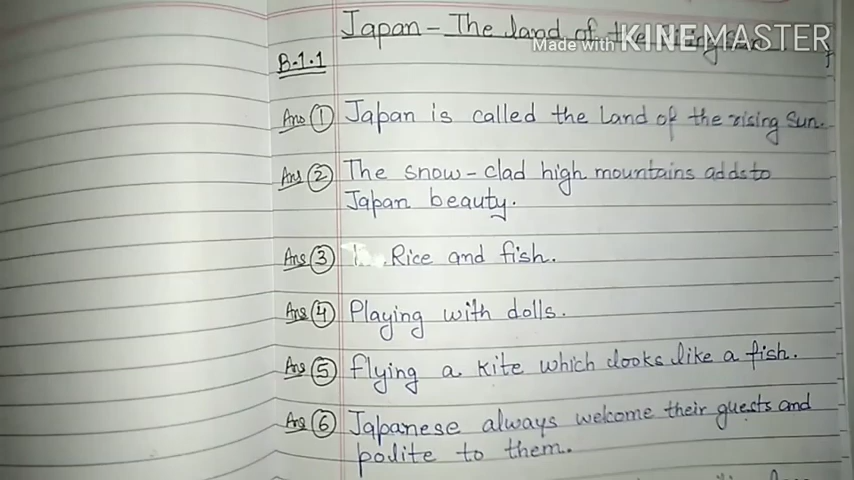 Japan - The land of the Rising Sun
Made with KINEMASTER
B-1.1
Ans 1 Japan is called the Land of the rising Sun.
Ans 2 The snow-clad high mountains adds to
Japan beauty.
Ans 3 Rice and fish.
Ans 4 Playing with dolls.
Ans 5 flying a kite which looks like a fish.
Ans 6 Japanese always welcome their guests and
polite to them.